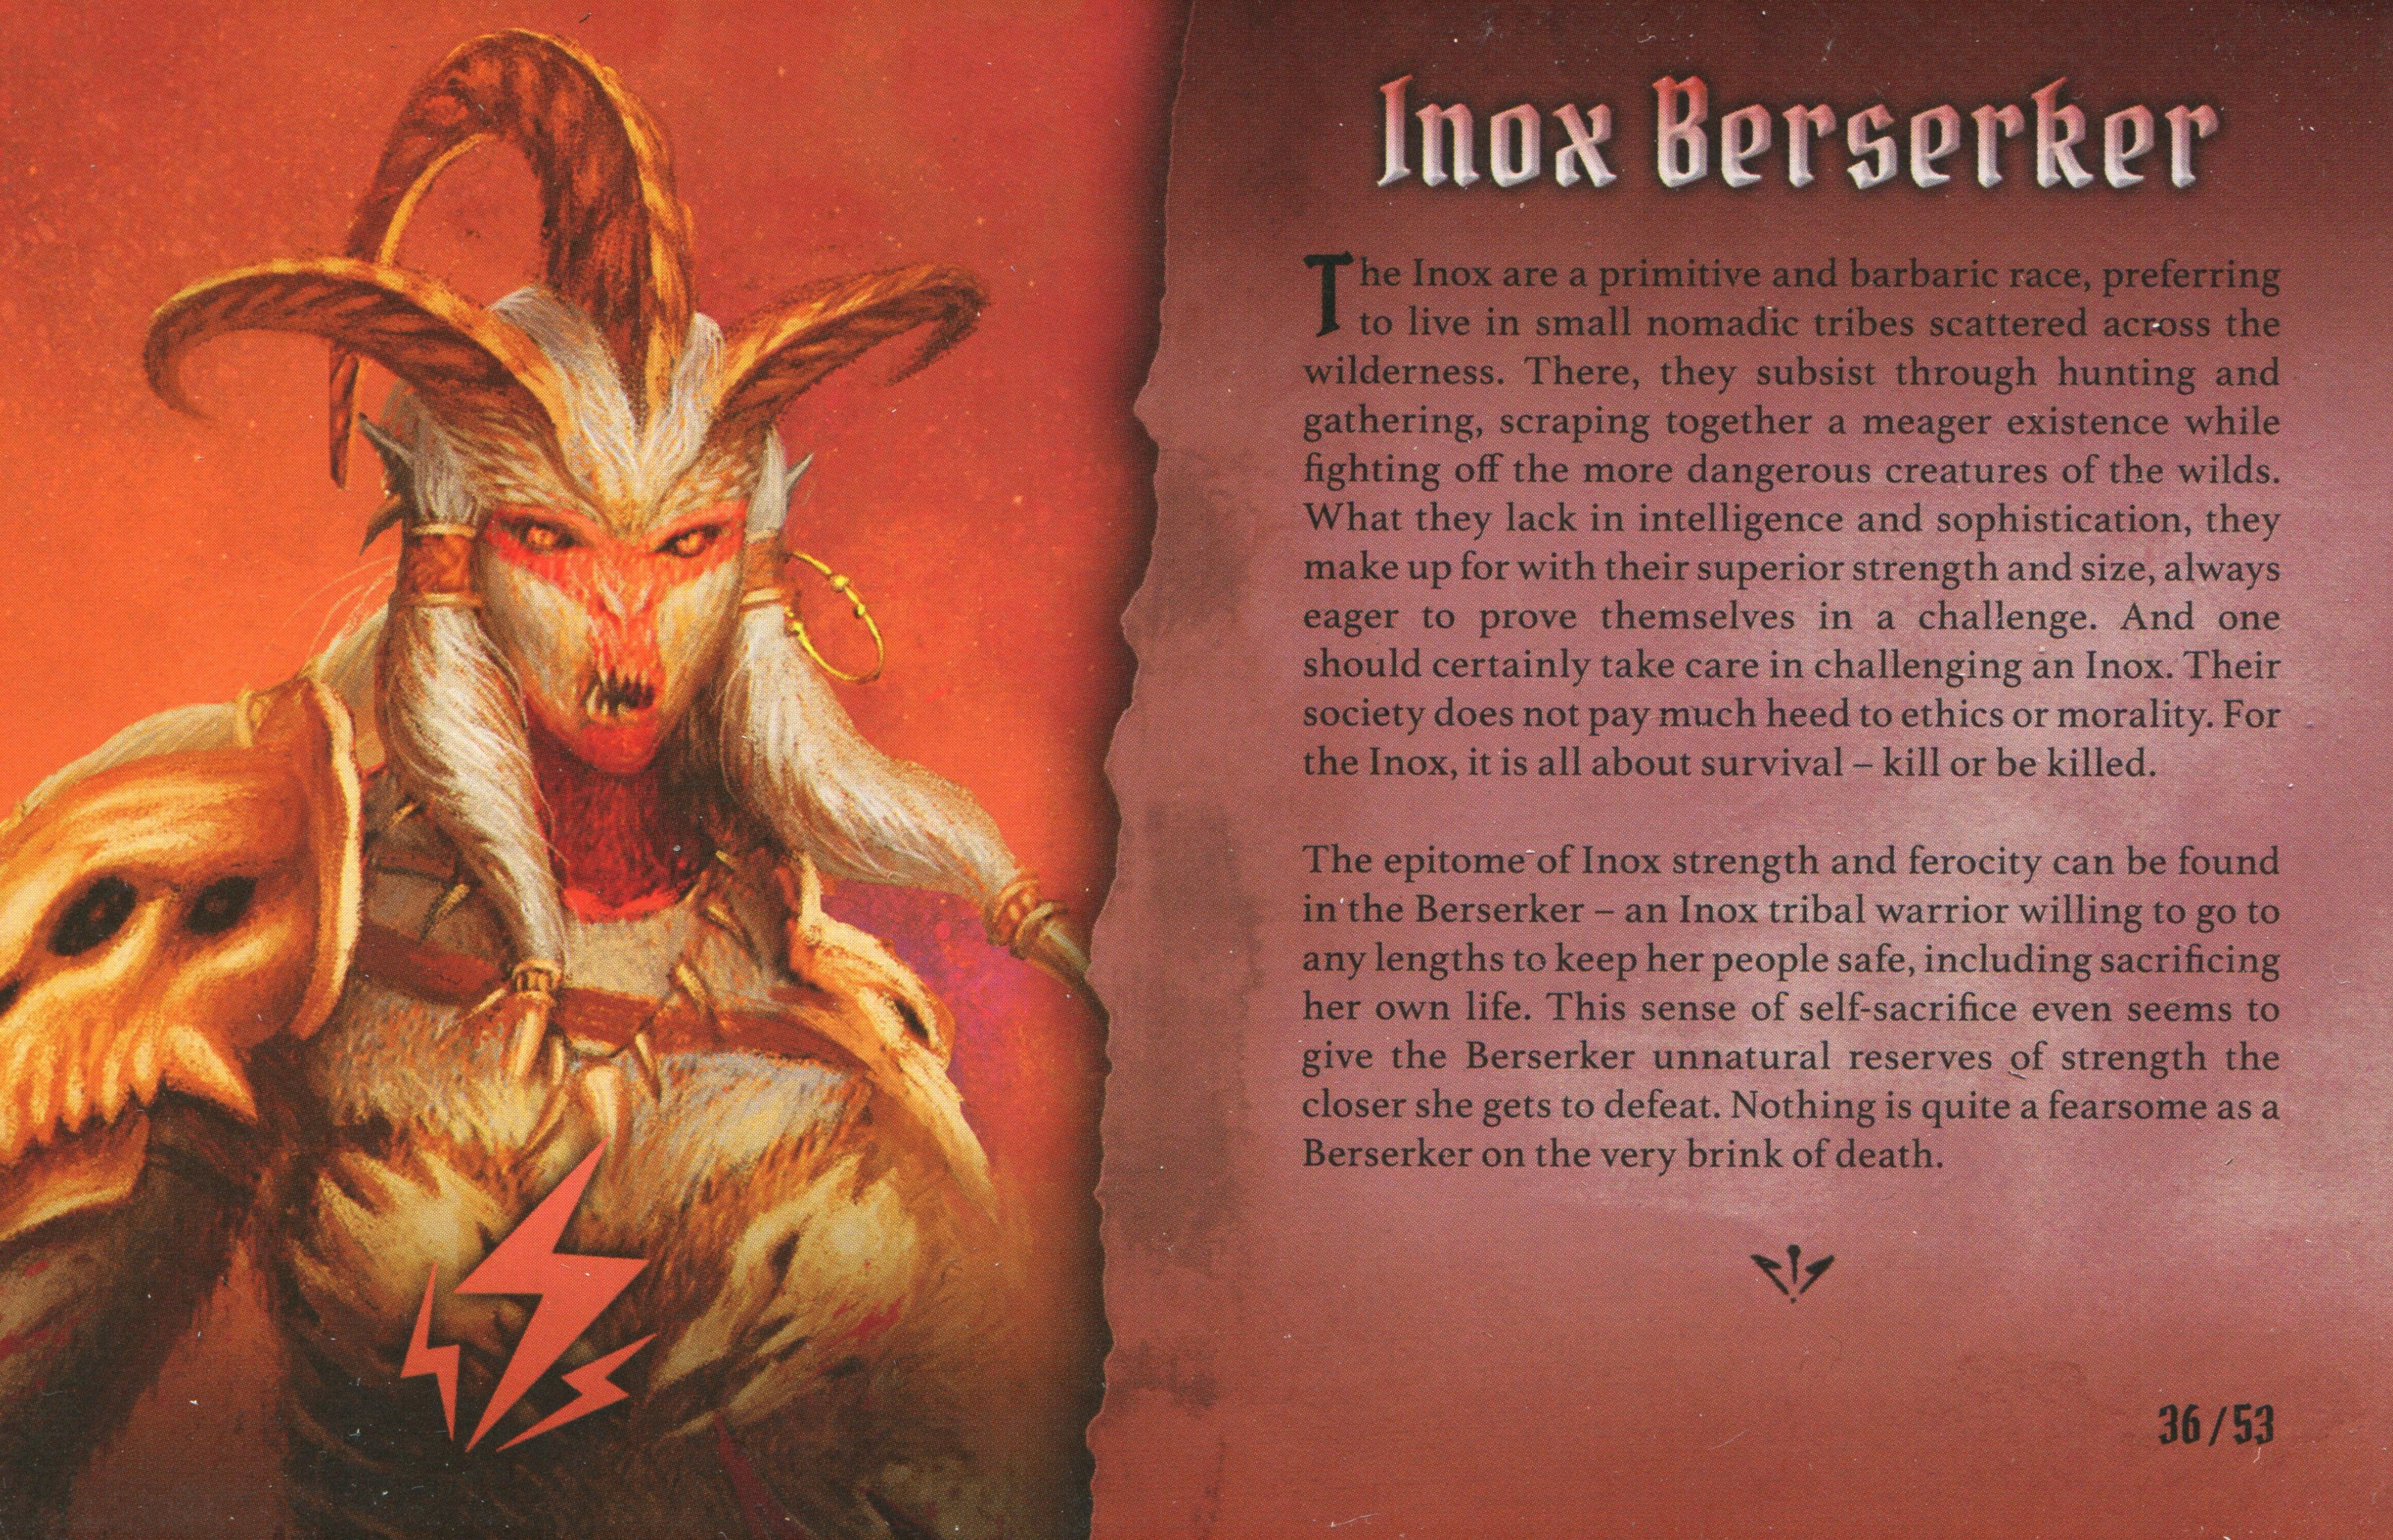 Inox Berserker
The Inox are a primitive and barbaric race, preferring
to live in small nomadic tribes scattered across the
wilderness. There, they subsist through hunting and
gathering, scraping together a meager existence while
fighting off the more dangerous creatures of the wilds.
What they lack in intelligence and sophistication, they
make up for with their superior strength and size, always
eager to prove themselves in a challenge. And one
should certainly take care in challenging an Inox. Their
society does not pay much heed to ethics or morality. For
the Inox, it is all about survival – kill or be killed.
The epitome of Inox strength and ferocity can be found
in the Berserker – an Inox tribal warrior willing to go to
any lengths to keep her people safe, including sacrificing
her own life. This sense of self-sacrifice even seems to
give the Berserker unnatural reserves of strength the
closer she gets to defeat. Nothing is quite a fearsome as a
Berserker on the very brink of death.
36/53